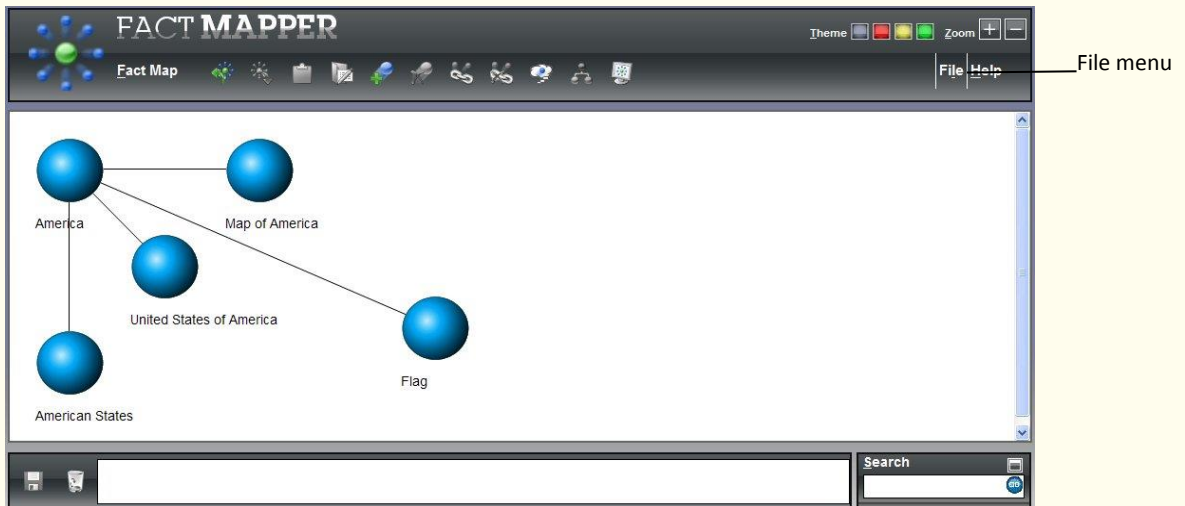 FACT MAPPER
Theme Zoom
Fact Map File Help
File menu
America Map of America
United States of America
Flag
American States
Search
GO